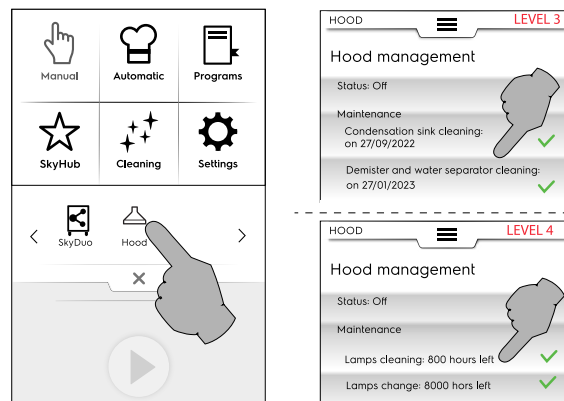 Manual
Automatic
Programs
SkyHub
Cleaning
Settings
SkyDuo
Hood
HOOD
LEVEL 3
Hood management
Status: Off
Maintenance
Condensation sink cleaning:
on 27/09/2022
Demister and water separator cleaning:
on 27/01/2023
HOOD
LEVEL 4
Hood management
Status: Off
Maintenance
Lamps cleaning: 800 hours left
Lamps change: 8000 hors left